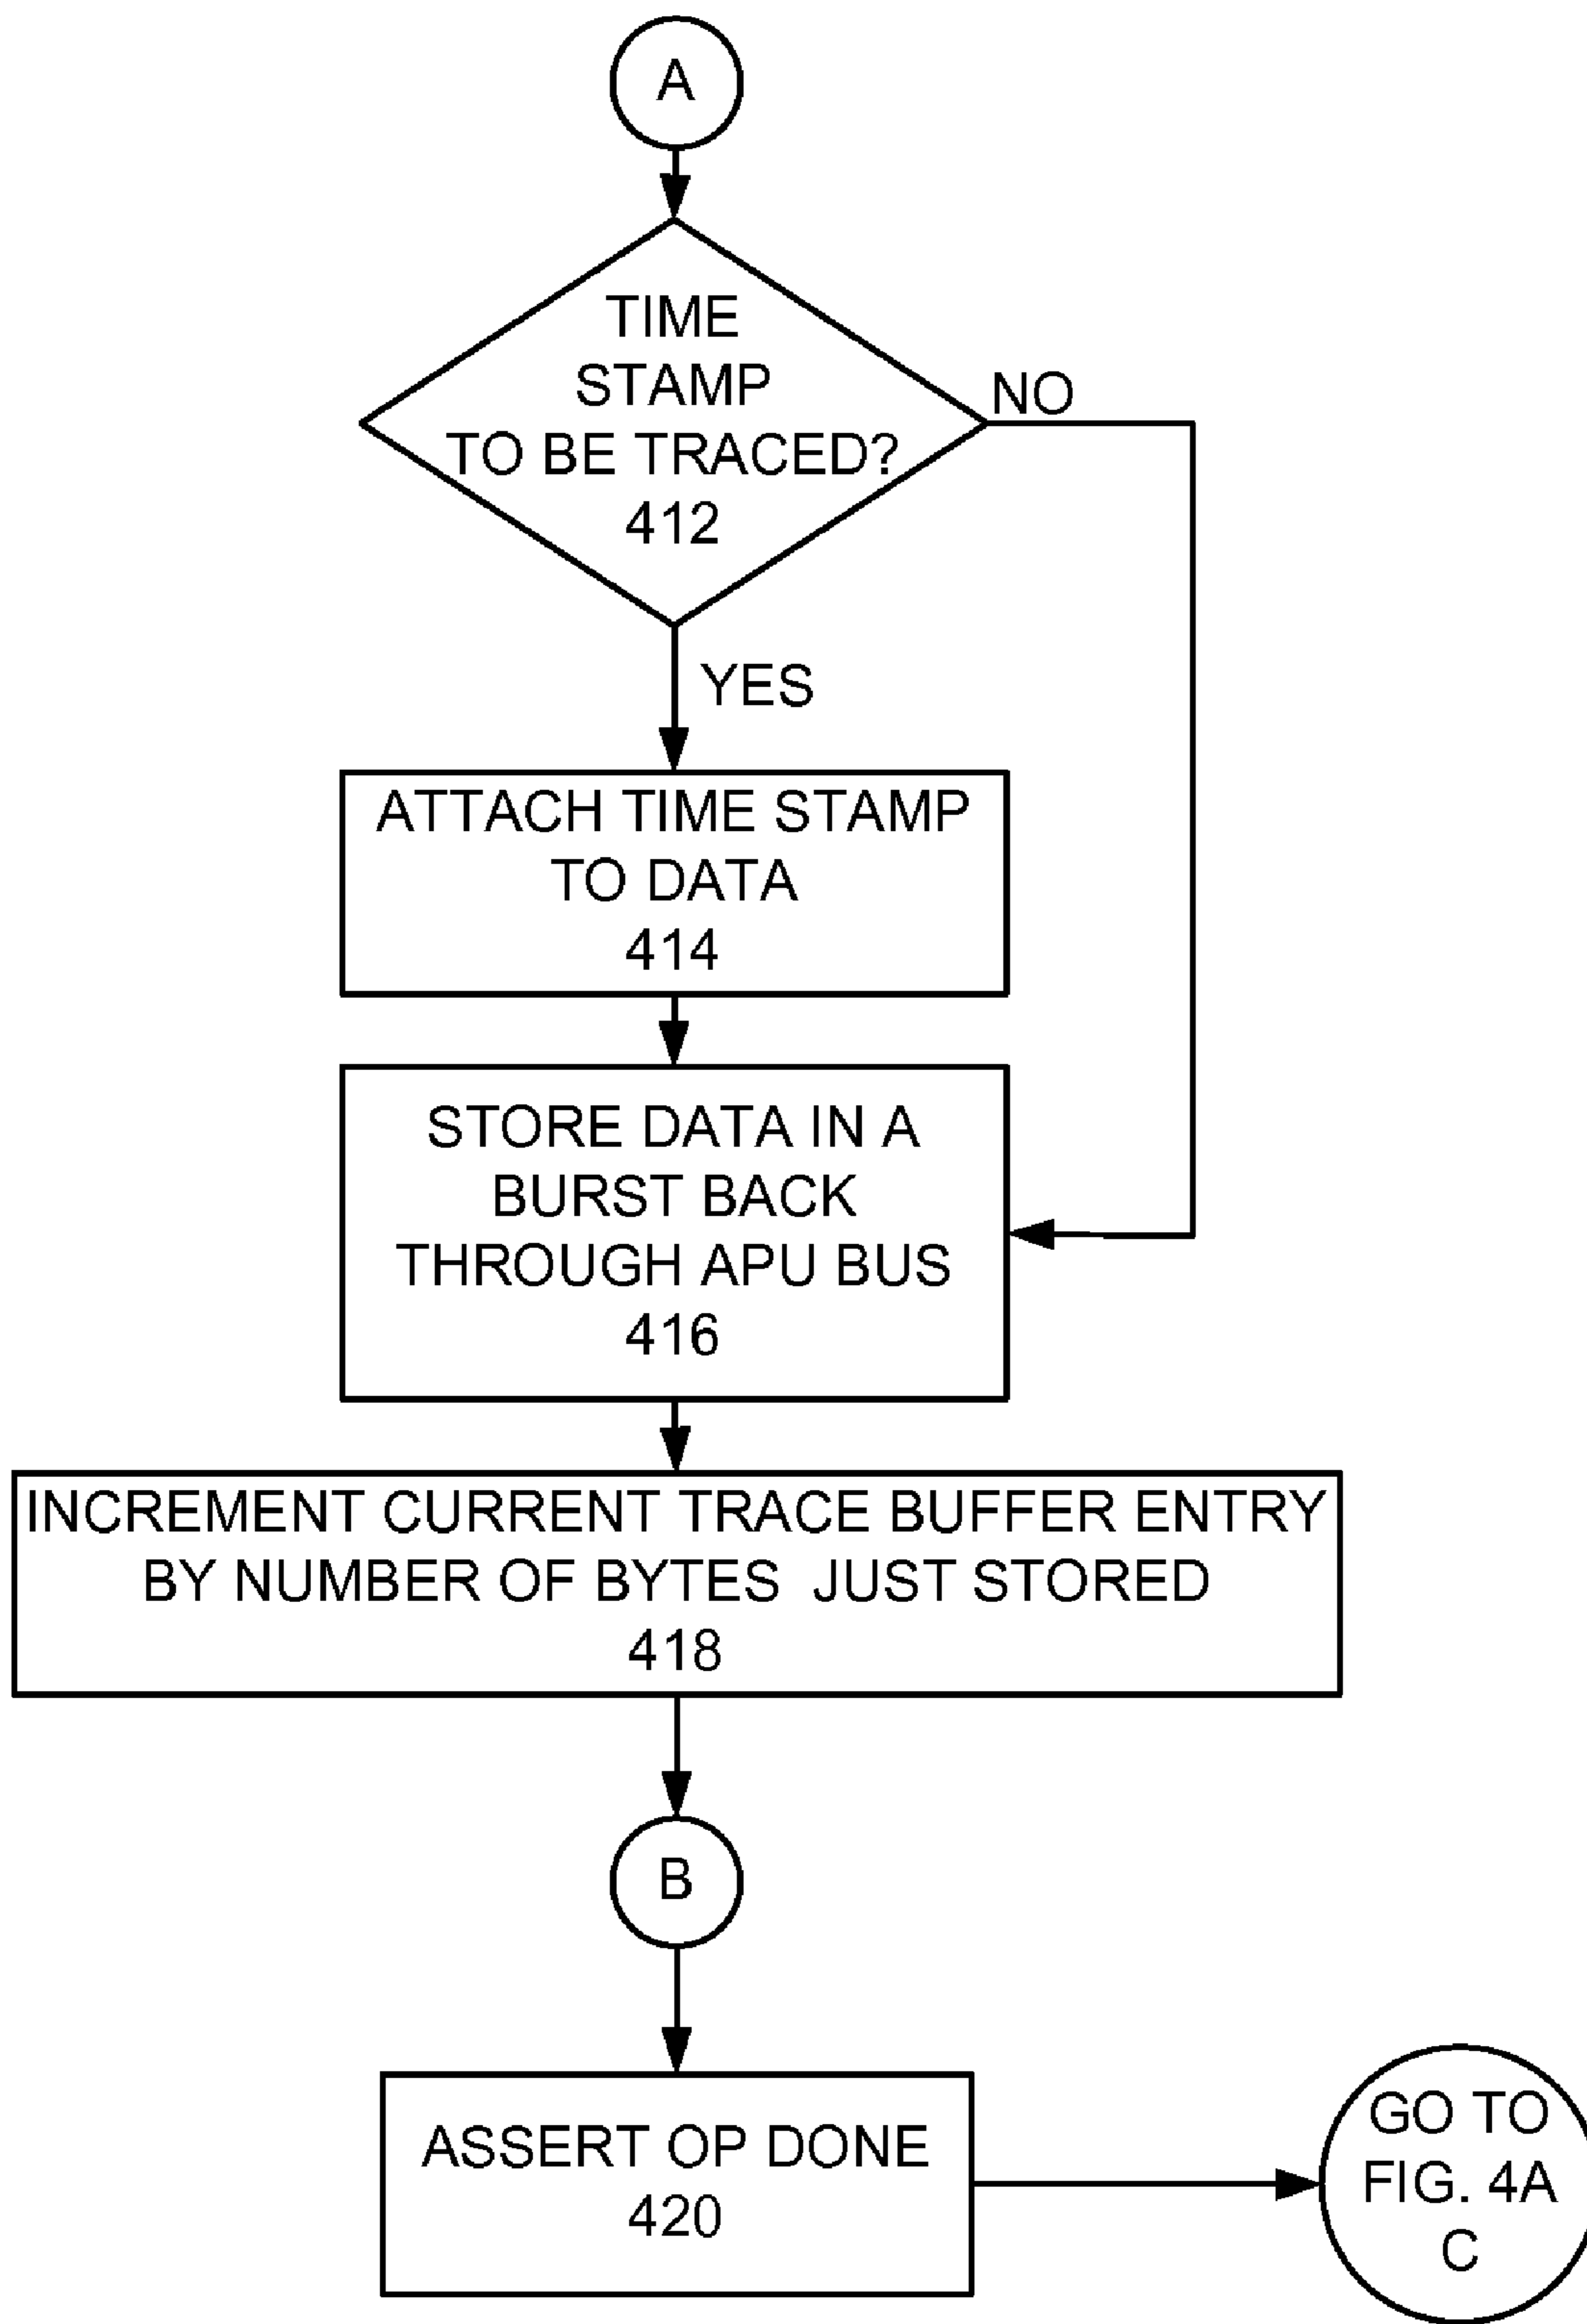 A
TIME
STAMP
TO BE TRACED?
412
NO
YES
ATTACH TIME STAMP
TO DATA
414
STORE DATA IN A
BURST BACK
THROUGH APU BUS
416
INCREMENT CURRENT TRACE BUFFER ENTRY
BY NUMBER OF BYTES JUST STORED
418
B
ASSERT OP DONE
420
GO TO
FIG. 4A
C